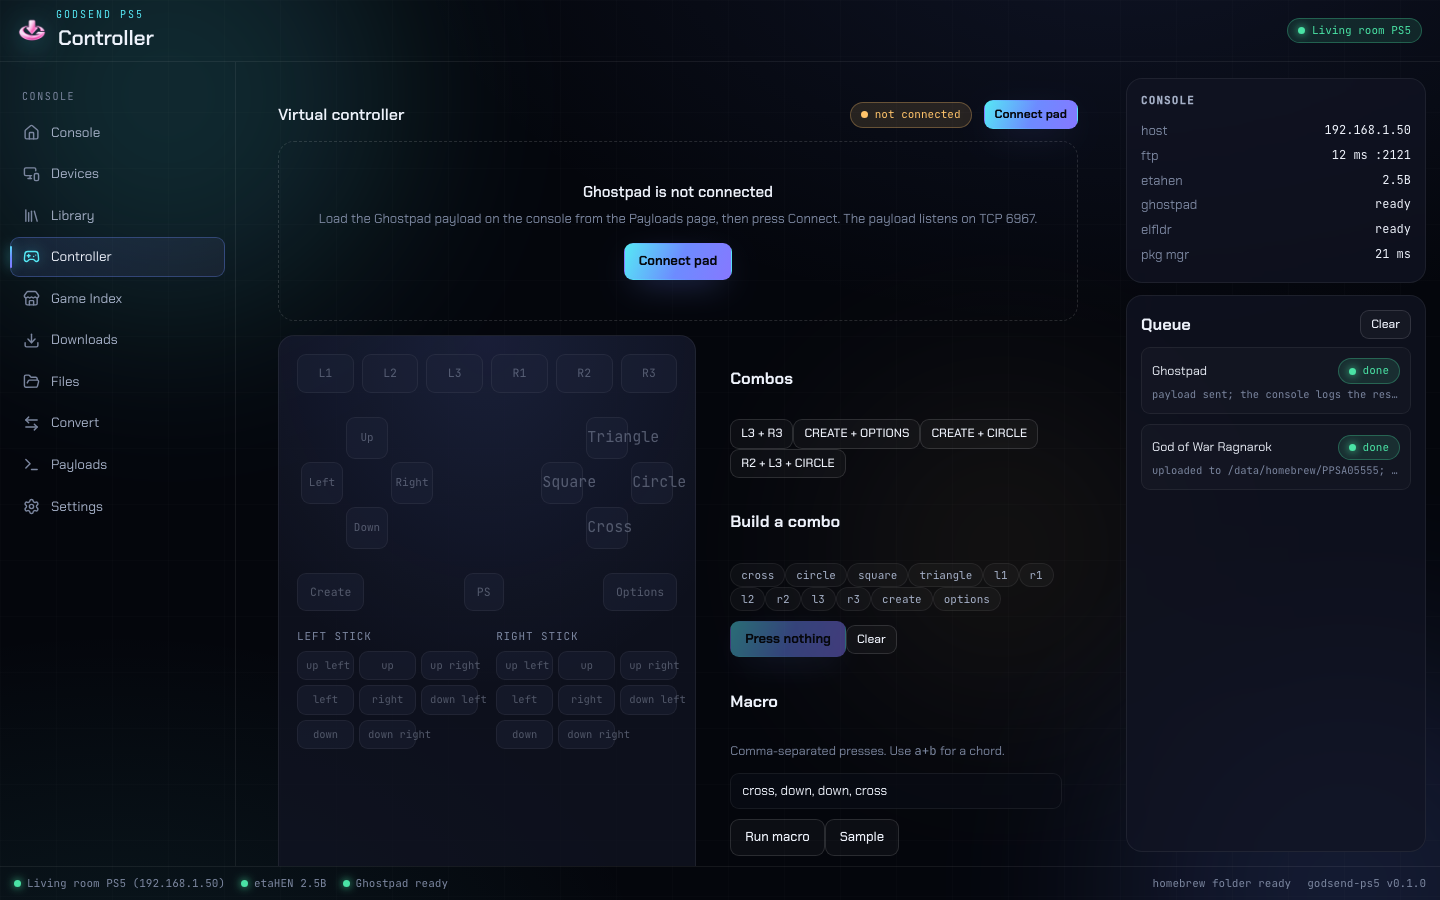 GODSEND PS5
Controller
Living room PS5
CONSOLE
Console
Devices
Library
Controller
Game Index
Downloads
Files
Convert
Payloads
Settings
Virtual controller
not connected
Connect pad
Ghostpad is not connected
Load the Ghostpad payload on the console from the Payloads page, then press Connect. The payload listens on TCP 6967.
Connect pad
L1 L2 L3 R1 R2 R3
Up
Triangle
Left
Right
Square
Circle
Down
Cross
Create
PS
Options
LEFT STICK
up left up up right
left right down left
down down right
RIGHT STICK
up left up up right
left right down left
down down right
Combos
L3 + R3 CREATE + OPTIONS CREATE + CIRCLE
R2 + L3 + CIRCLE
Build a combo
cross circle square triangle l1 r1
l2 r2 l3 r3 create options
Press nothing Clear
Macro
Comma-separated presses. Use a+b for a chord.
cross, down, down, cross
Run macro Sample
CONSOLE
host 192.168.1.50
ftp 12 ms :2121
etahen 2.5B
ghostpad ready
elfldr ready
pkg mgr 21 ms
Queue
Clear
Ghostpad
done
payload sent; the console logs the res…
God of War Ragnarok
done
uploaded to /data/homebrew/PPSA05555; …
Living room PS5 (192.168.1.50) etaHEN 2.5B Ghostpad ready
homebrew folder ready godsend-ps5 v0.1.0